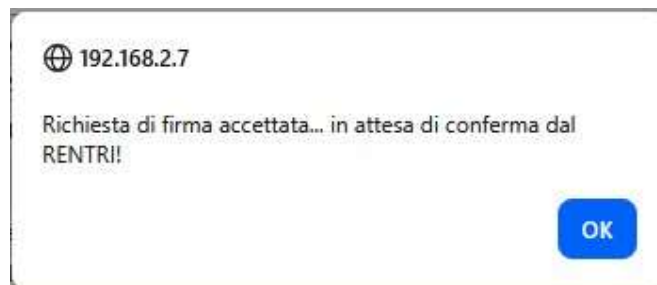 192.168.2.7
Richiesta di firma accettata... in attesa di conferma dal
RENTRI!
OK